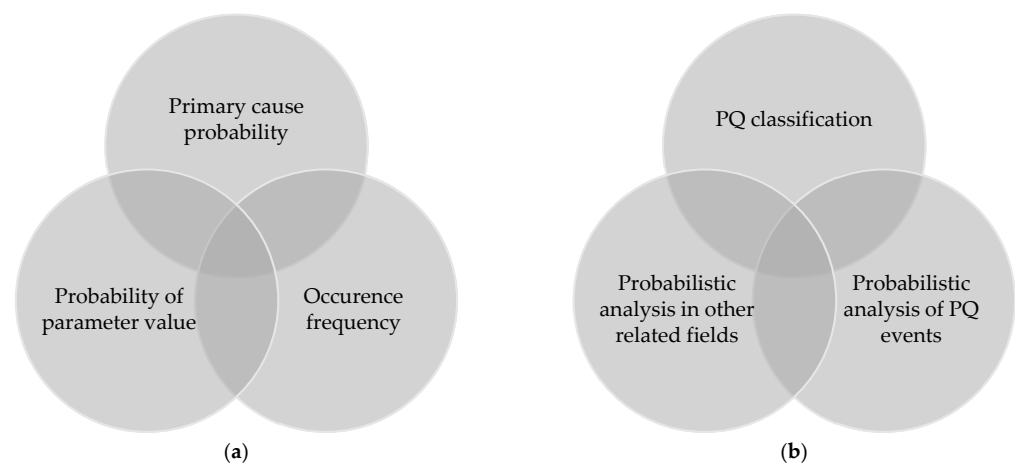 Primary cause
probability
Probability of
parameter value
Occurence
frequency
(a)
PQ classification
Probabilistic
analysis in other
related fields
Probabilistic
analysis of PQ
events
(b)